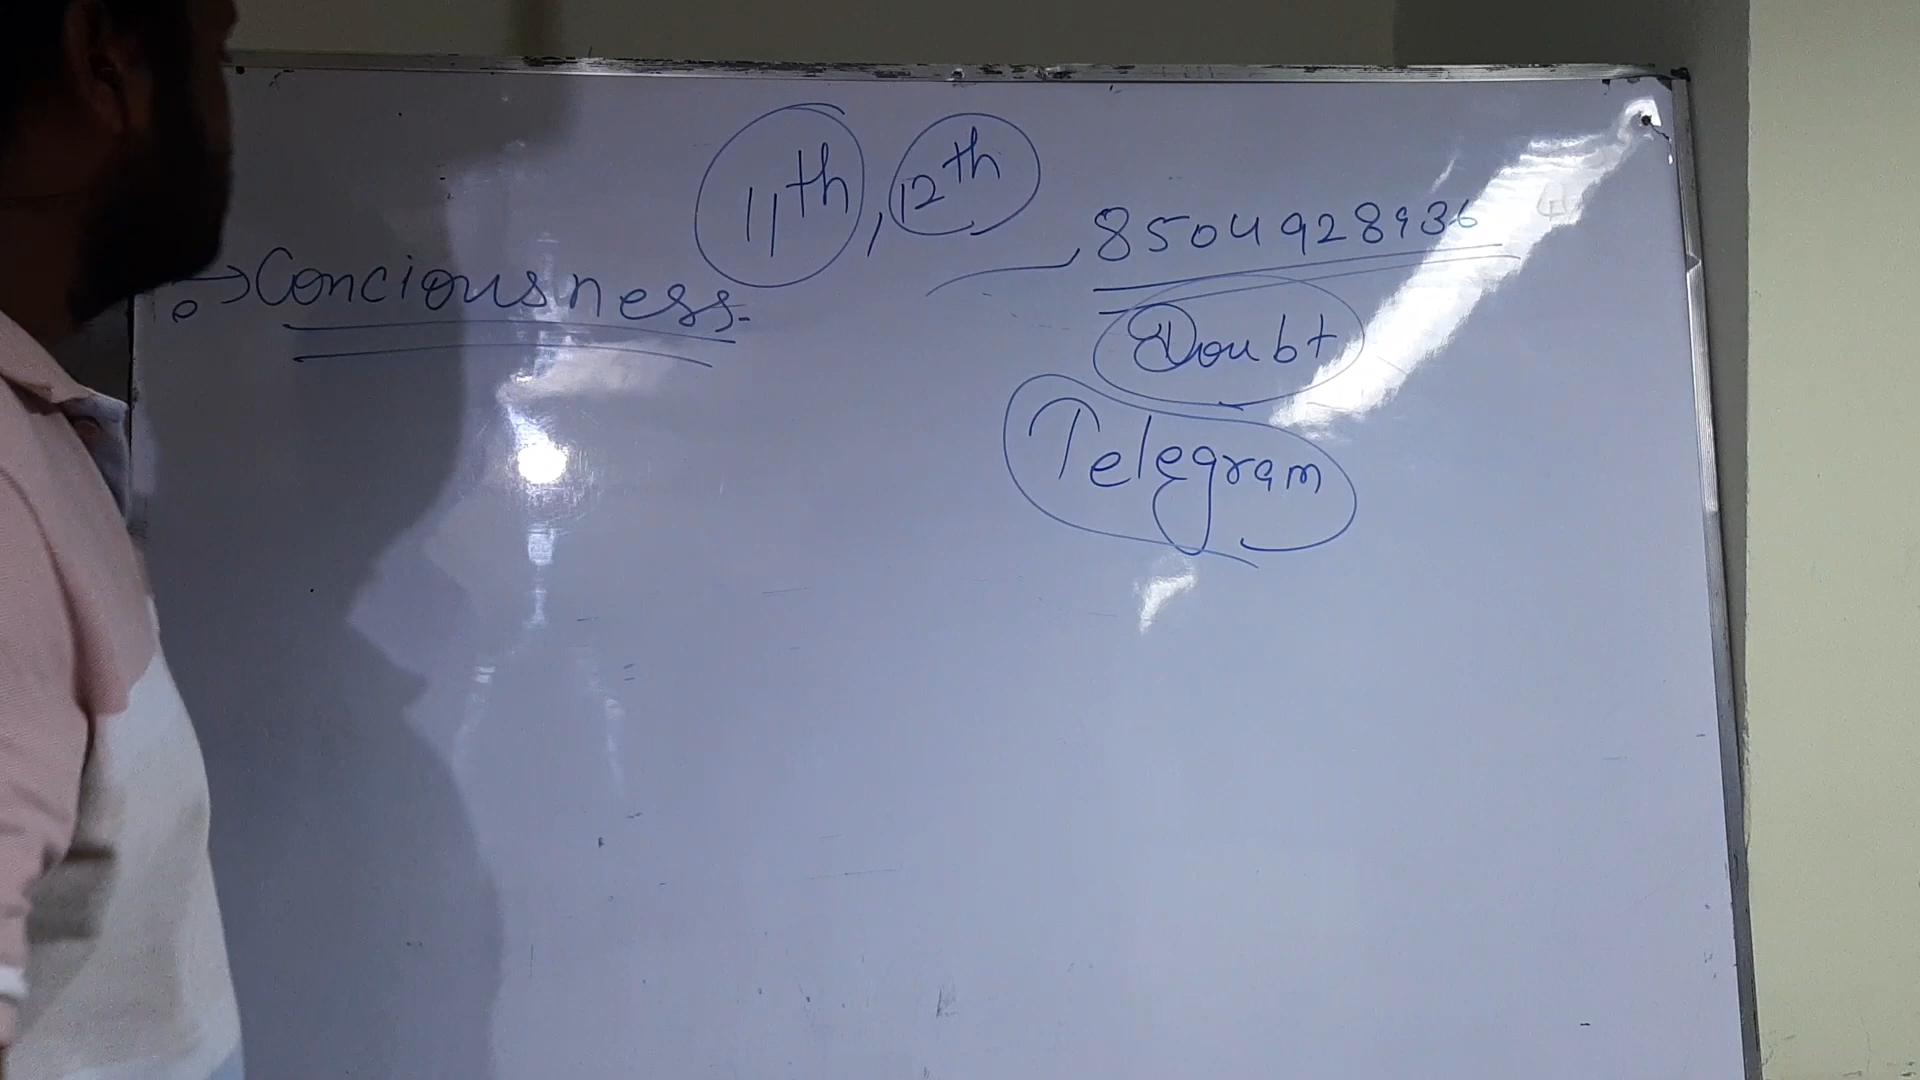 11th, 12th
8504928936
→ Conciousness
Doubt
Telegram